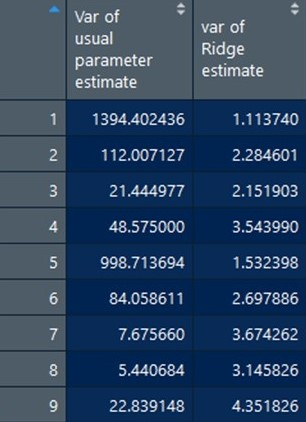 Var of
usual
parameter
estimate
var of
Ridge
estimate
1 1394.402436 1.113740
2 112.007127 2.284601
3 21.444977 2.151903
4 48.575000 3.543990
5 998.713694 1.532398
6 84.058611 2.697886
7 7.675660 3.674262
8 5.440684 3.145826
9 22.839148 4.351826